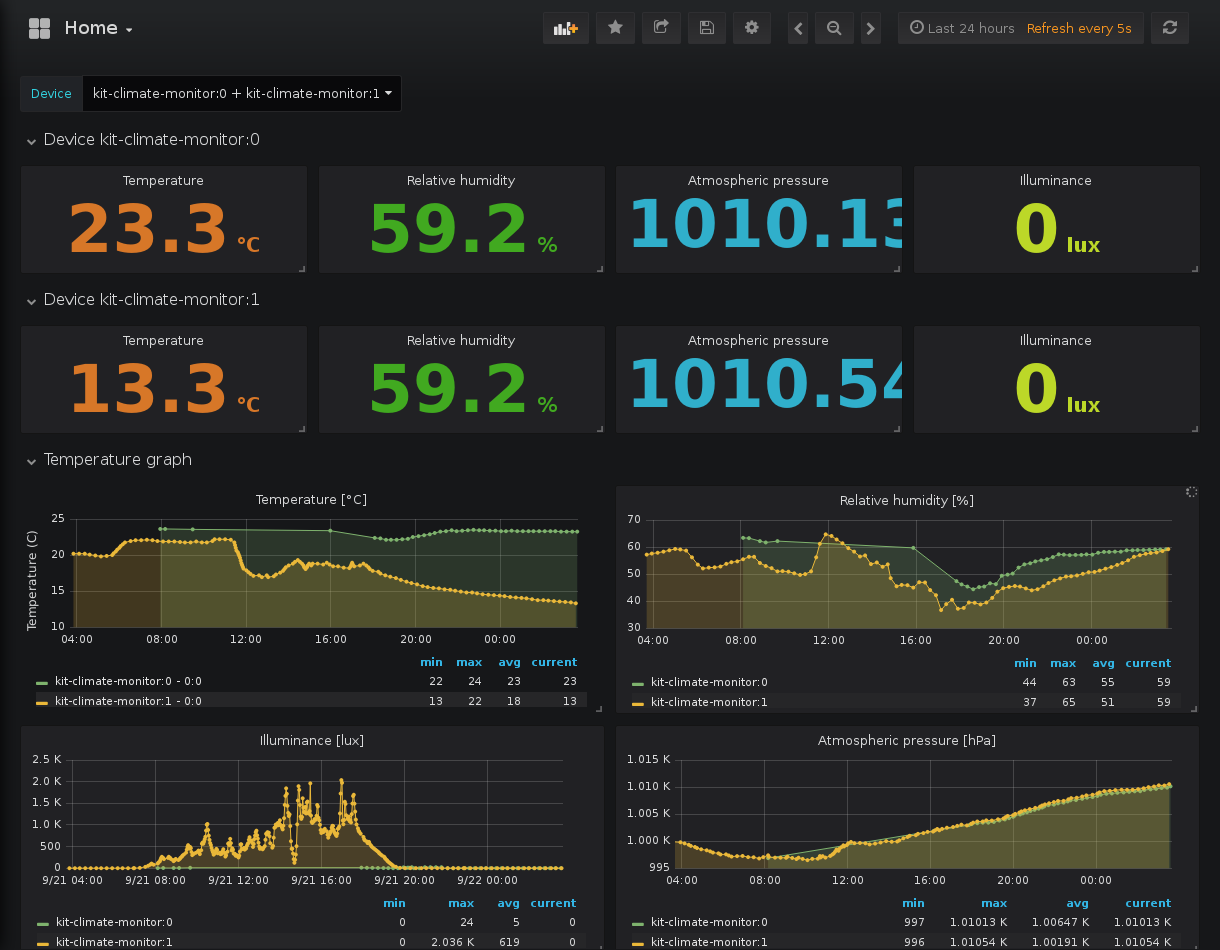 Home
Last 24 hours Refresh every 5s
Device kit-climate-monitor:0 + kit-climate-monitor:1
Device kit-climate-monitor:0
Temperature Relative humidity Atmospheric pressure Illuminance
23.3 °C 59.2 % 1010.13 0 lux
Device kit-climate-monitor:1
Temperature Relative humidity Atmospheric pressure Illuminance
13.3 °C 59.2 % 1010.54 0 lux
Temperature graph
Temperature [°C]
Temperature (C)
25
20
15
10
04:00 08:00 12:00 16:00 20:00 00:00
min max avg current
kit-climate-monitor:0 - 0:0 22 24 23 23
kit-climate-monitor:1 - 0:0 13 22 18 13
Relative humidity [%]
70
60
50
40
30
04:00 08:00 12:00 16:00 20:00 00:00
min max avg current
kit-climate-monitor:0 44 63 55 59
kit-climate-monitor:1 37 65 51 59
Illuminance [lux]
2.5 K
2.0 K
1.5 K
1.0 K
500
0
9/21 04:00 9/21 08:00 9/21 12:00 9/21 16:00 9/21 20:00 9/22 00:00
min max avg current
kit-climate-monitor:0 0 24 5 0
kit-climate-monitor:1 0 2.036 K 619 0
Atmospheric pressure [hPa]
1.015 K
1.010 K
1.005 K
1.000 K
995
04:00 08:00 12:00 16:00 20:00 00:00
min max avg current
kit-climate-monitor:0 997 1.01013 K 1.00647 K 1.01013 K
kit-climate-monitor:1 996 1.01054 K 1.00191 K 1.01054 K